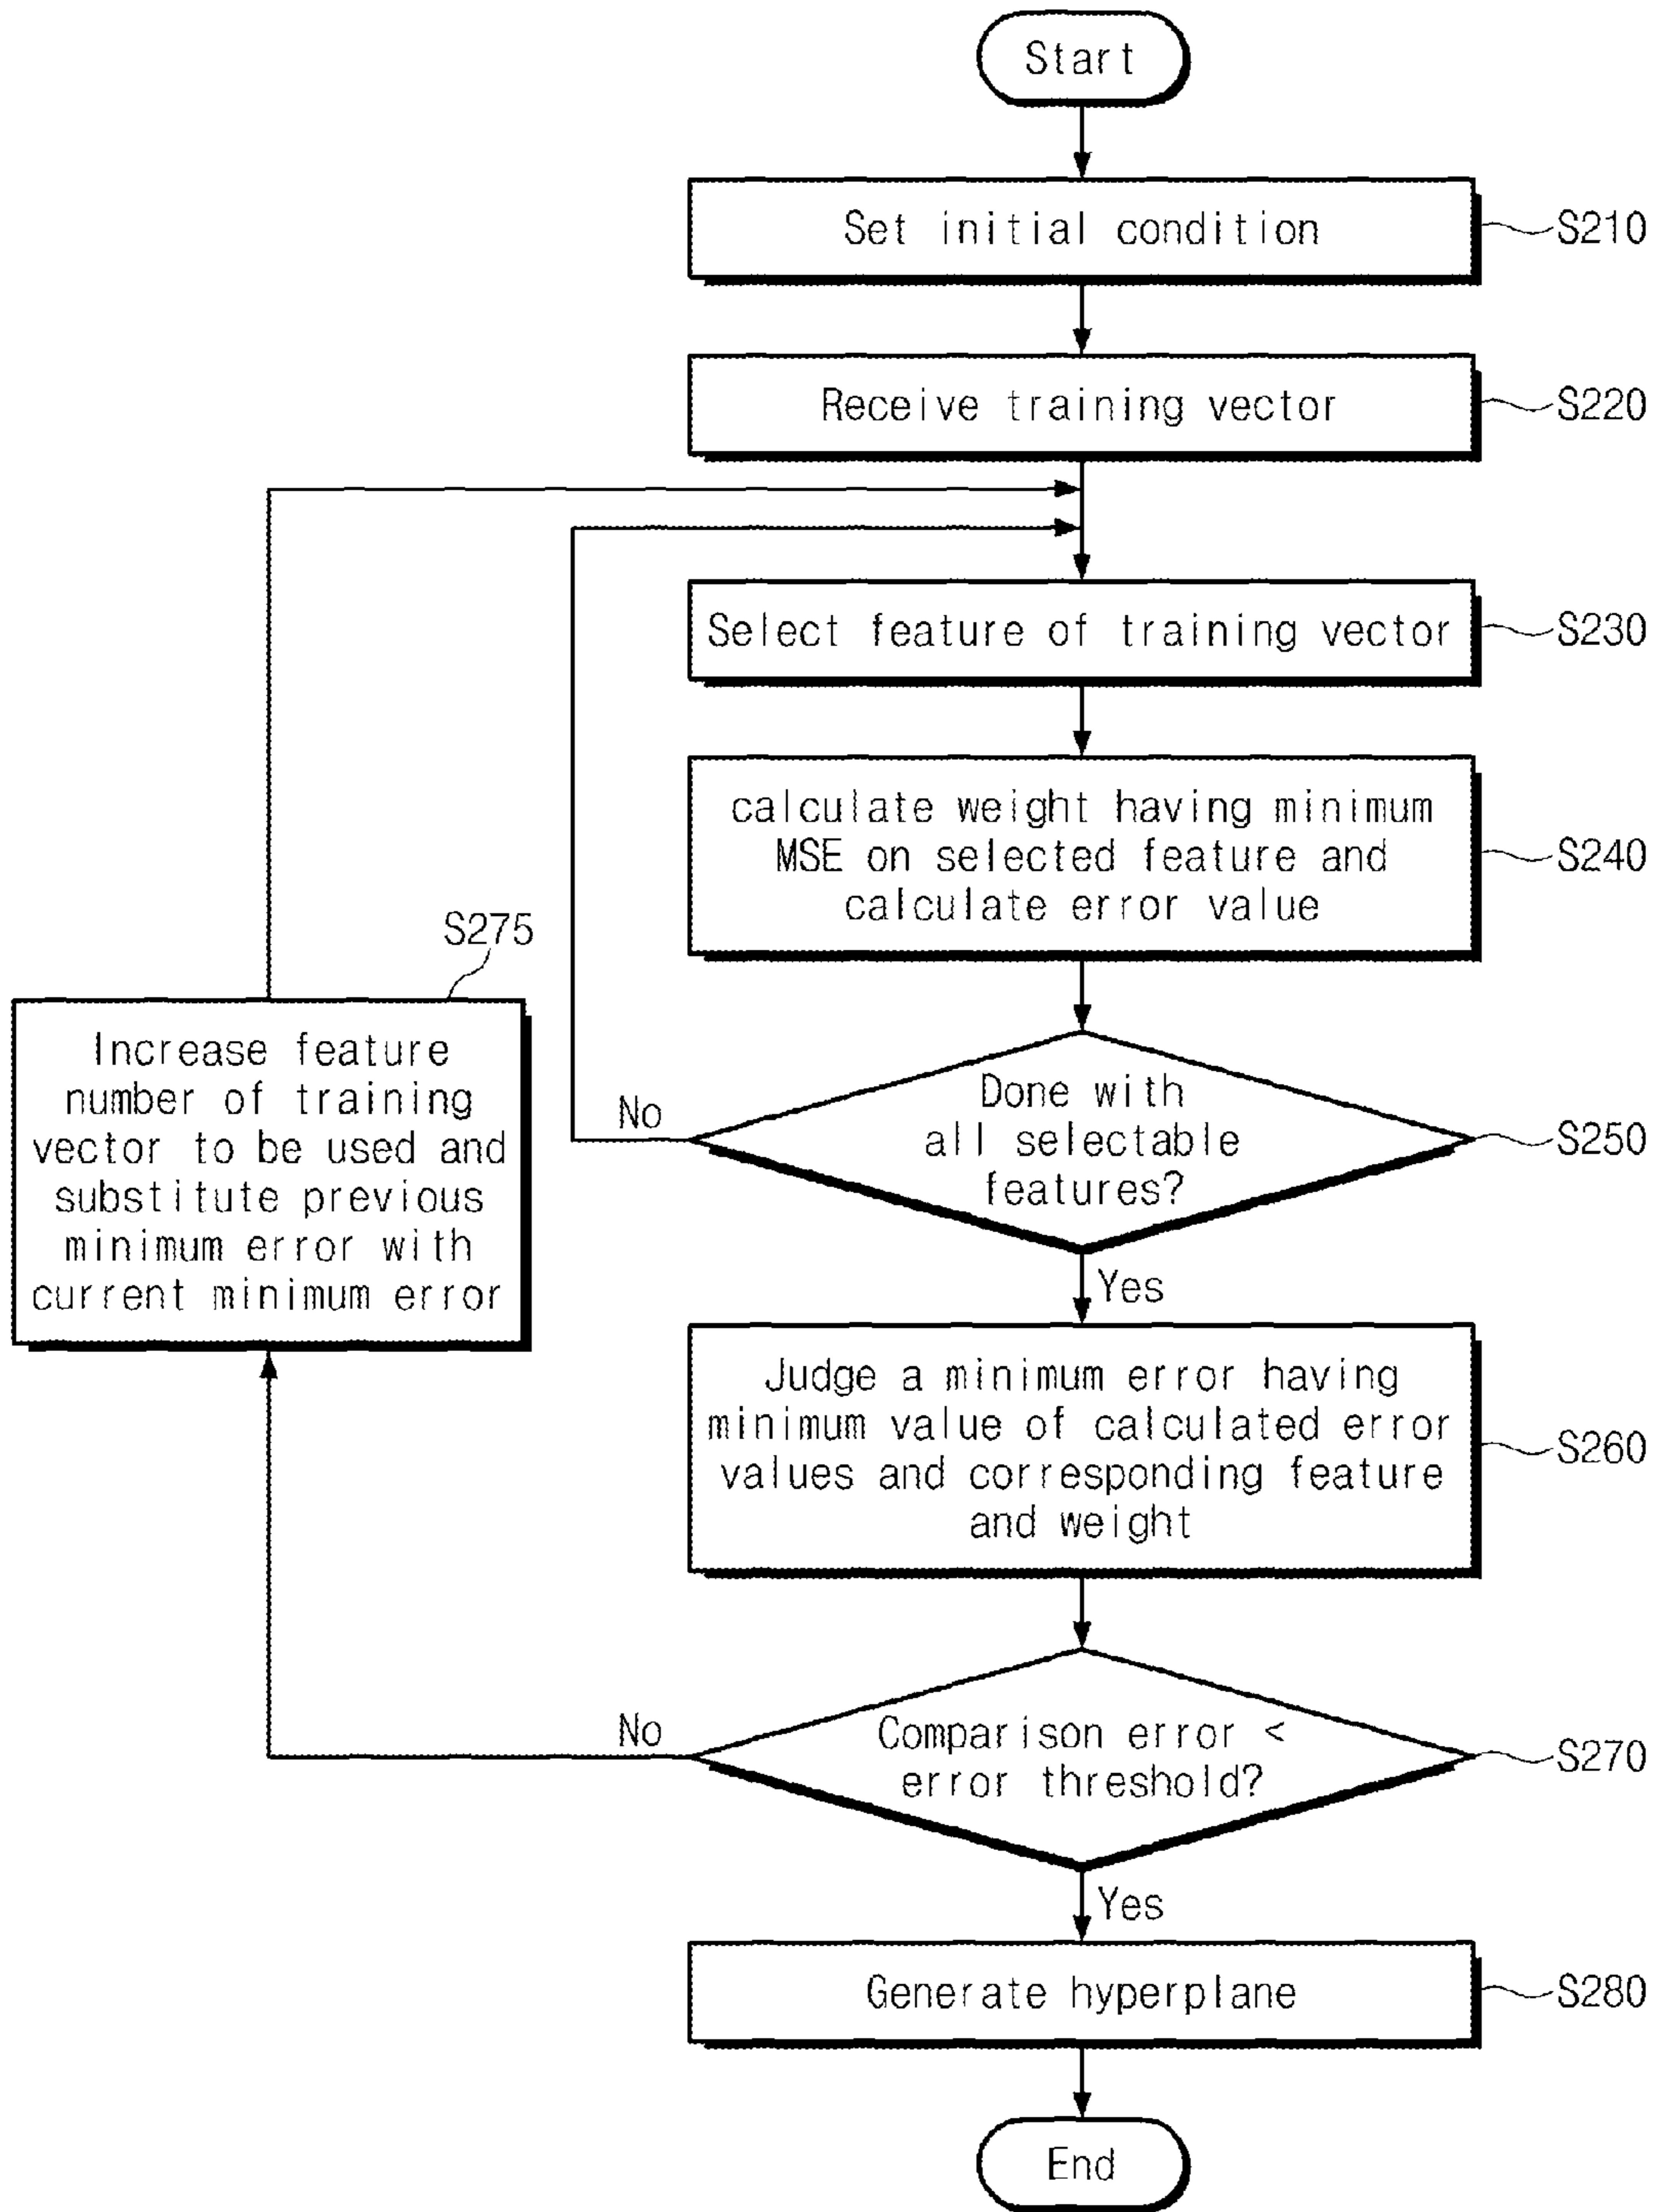 Start
Set initial condition
S210
Receive training vector
S220
Select feature of training vector
S230
calculate weight having minimum
MSE on selected feature and
calculate error value
S240
S275
Increase feature
number of training
vector to be used and
substitute previous
minimum error with
current minimum error
No
Done with
all selectable
features?
S250
Yes
Judge a minimum error having
minimum value of calculated error
values and corresponding feature
and weight
S260
No
Comparison error <
error threshold?
S270
Yes
Generate hyperplane
S280
End